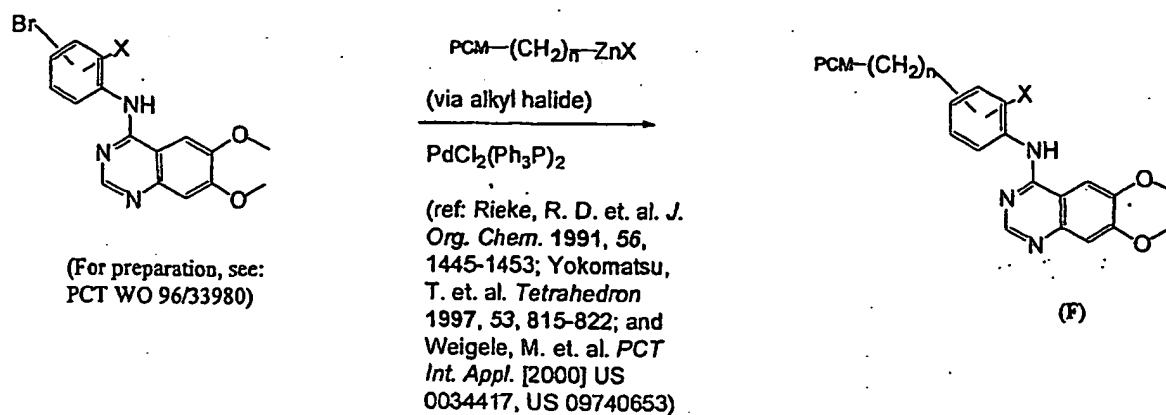 Br
X
NH
N
N
O
O
(For preparation, see:
PCT WO 96/33980)
PCM—(CH2)n—ZnX
(via alkyl halide)
PdCl2(Ph3P)2
(ref: Rieke, R. D. et. al. J.
Org. Chem. 1991, 56,
1445-1453; Yokomatsu,
T. et. al. Tetrahedron
1997, 53, 815-822; and
Weigele, M. et. al. PCT
Int. Appl. [2000] US
0034417, US 09740653)
PCM—(CH2)n
X
NH
N
N
O
O
(F)